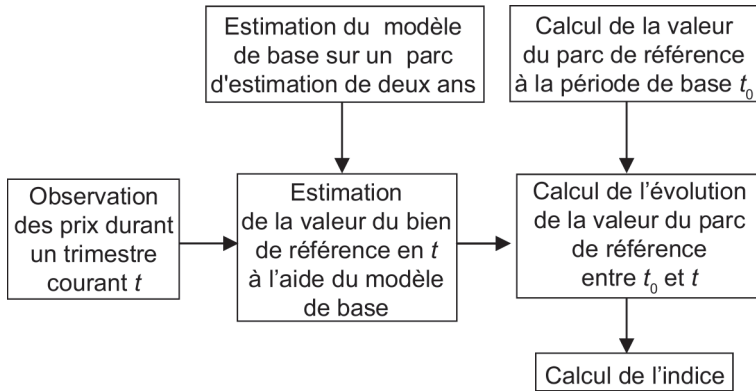 Estimation du modèle
de base sur un parc
d'estimation de deux ans
Calcul de la valeur
du parc de référence
à la période de base t₀
Observation
des prix durant
un trimestre
courant t
Estimation
de la valeur du bien
de référence en t
à l'aide du modèle
de base
Calcul de l'évolution
de la valeur du parc
de référence
entre t₀ et t
Calcul de l'indice